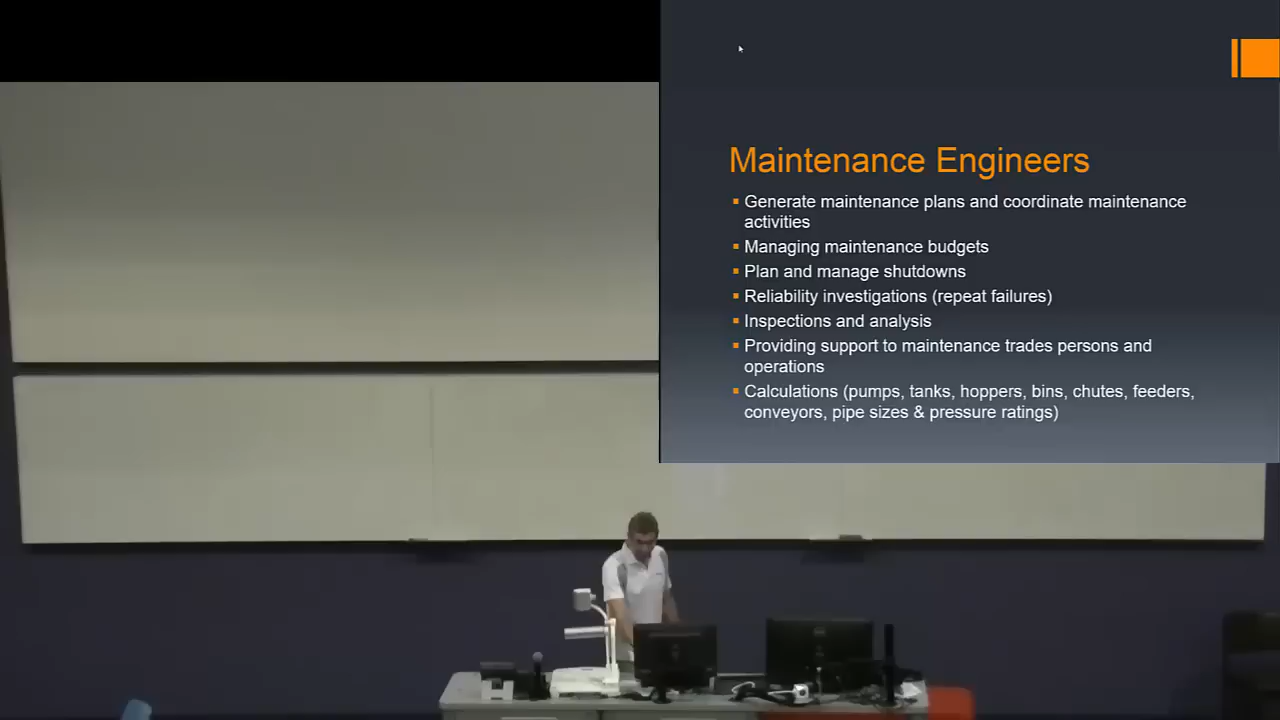 Maintenance Engineers
Generate maintenance plans and coordinate maintenance
activities
Managing maintenance budgets
Plan and manage shutdowns
Reliability investigations (repeat failures)
Inspections and analysis
Providing support to maintenance trades persons and
operations
Calculations (pumps, tanks, hoppers, bins, chutes, feeders,
conveyors, pipe sizes & pressure ratings)